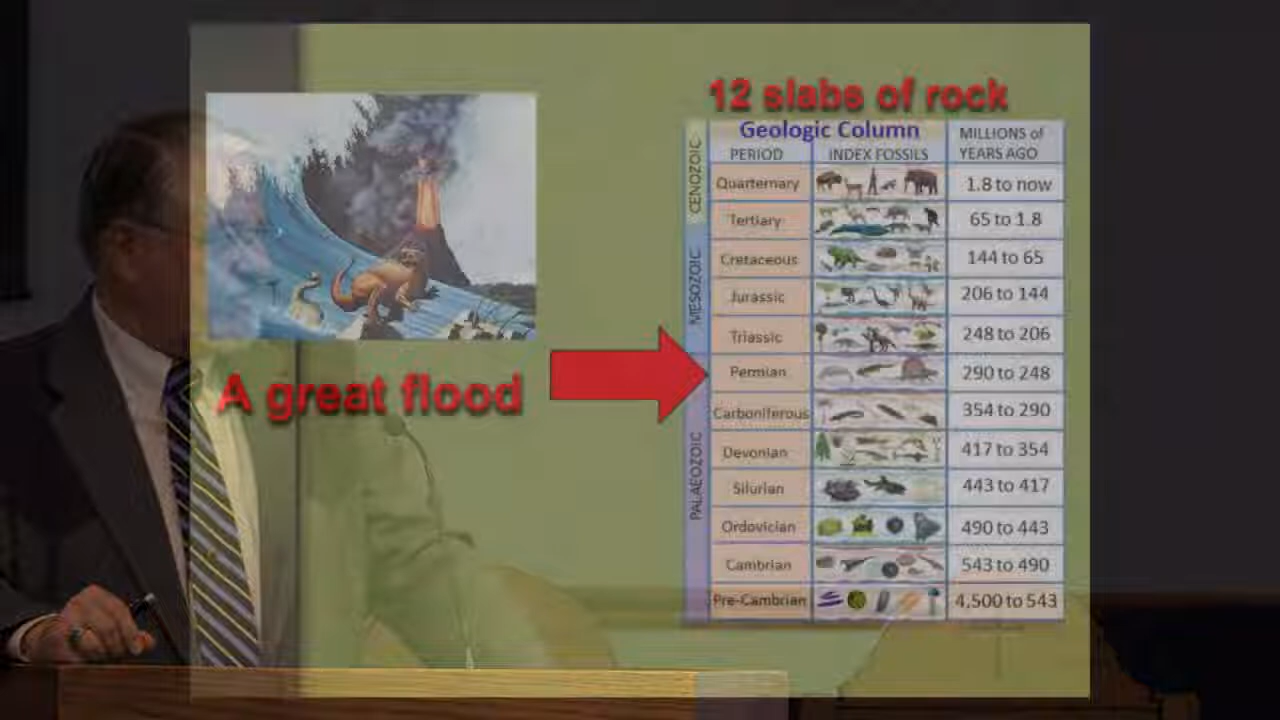 12 slabs of rock
Geologic Column
MILLIONS of
YEARS AGO
PERIOD
INDEX FOSSILS
CENOZOIC
Quarternary
1.8 to now
Tertiary
65 to 1.8
MESOZOIC
Cretaceous
144 to 65
Jurassic
206 to 144
Triassic
248 to 206
A great flood
PALAEOZOIC
Permian
290 to 248
Carboniferous
354 to 290
Devonian
417 to 354
Silurian
443 to 417
Ordovician
490 to 443
Cambrian
543 to 490
Pre-Cambrian
4,500 to 543